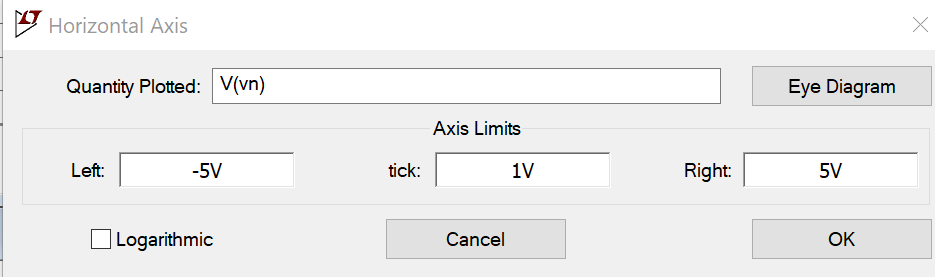 Horizontal Axis
Quantity Plotted: V(vn) Eye Diagram
Axis Limits
Left: -5V tick: 1V Right: 5V
Logarithmic Cancel OK